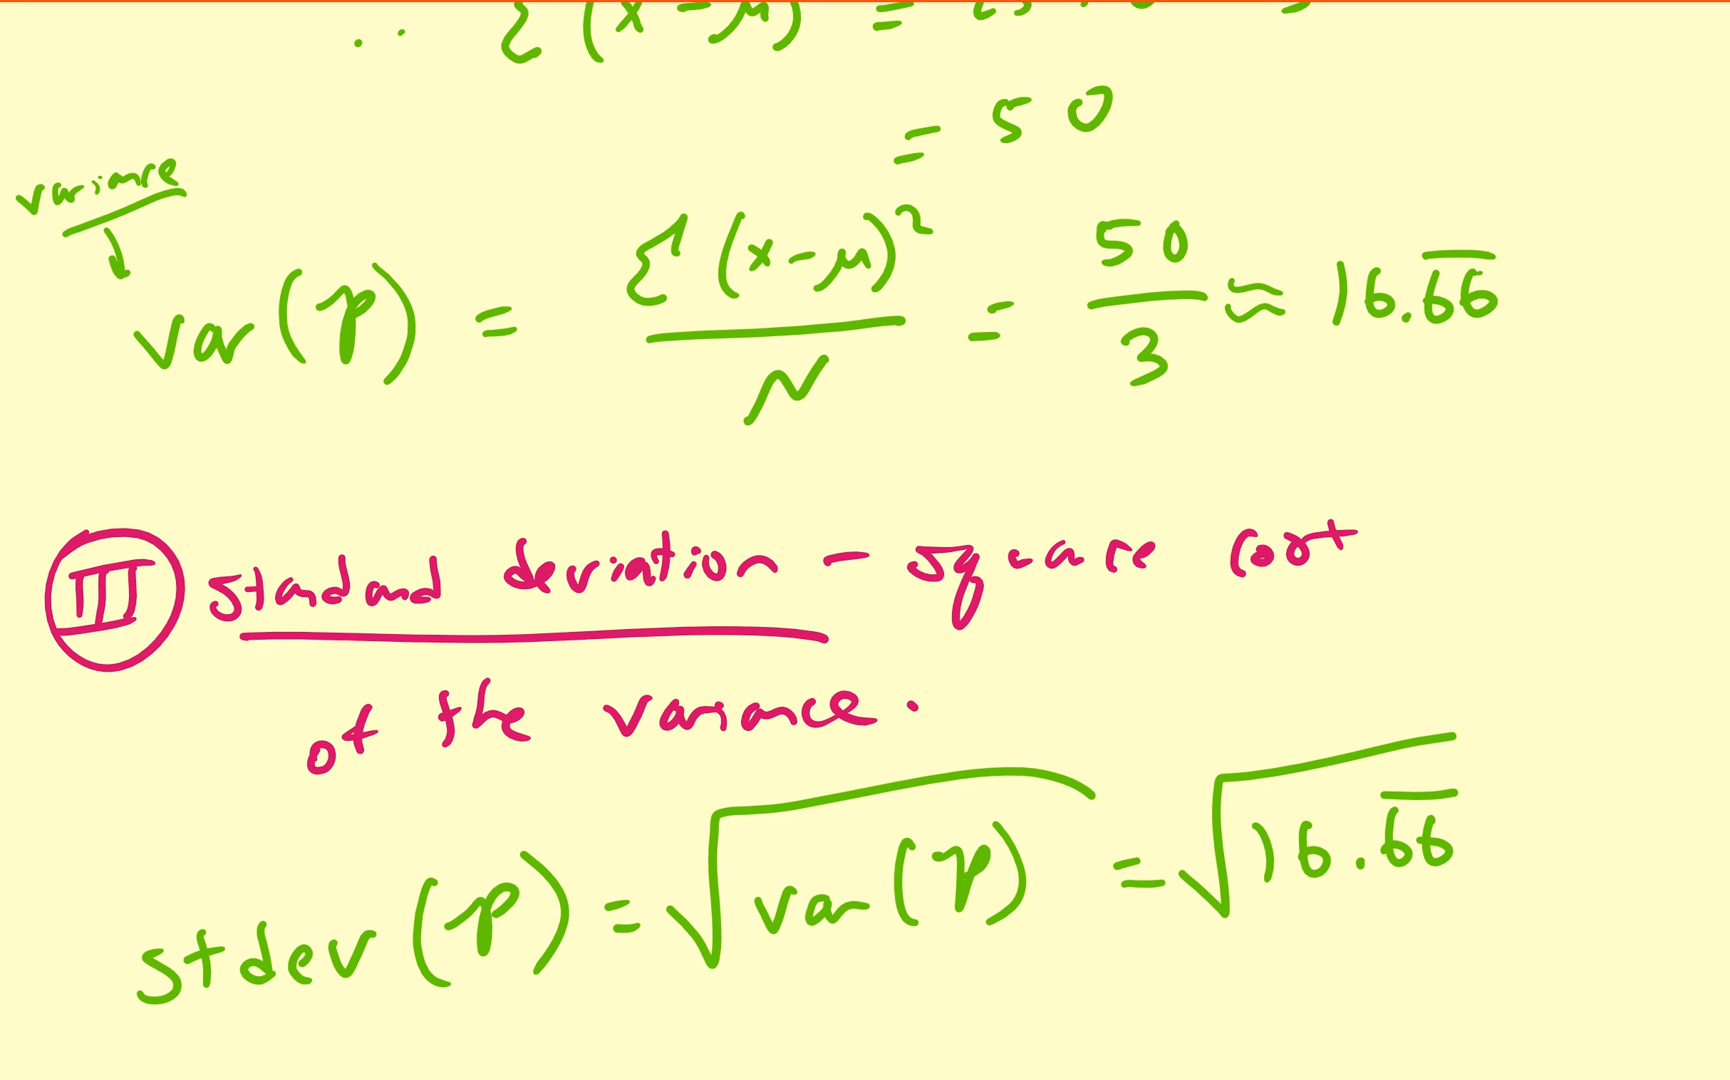 ∴ Σ (x - μ) =
= 50
variance
var(p) = Σ(x-μ)² / N = 50 / 3 ≈ 16.6̅6̅
III standard deviation - square root
of the variance.
stdev(p) = √var(p) = √16.6̅6̅